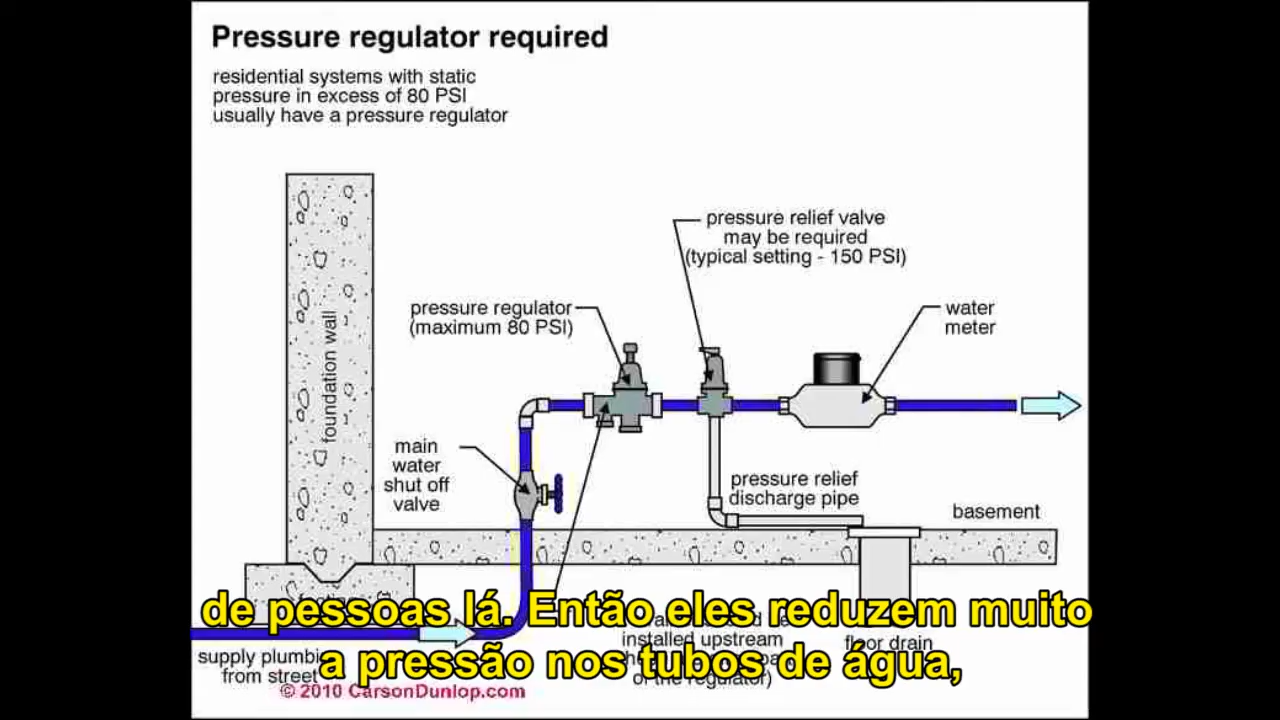 Pressure regulator required
residential systems with static
pressure in excess of 80 PSI
usually have a pressure regulator
pressure relief valve
may be required
(typical setting - 150 PSI)
pressure regulator
(maximum 80 PSI)
water
meter
foundation wall
main
water
shut off
valve
pressure relief
discharge pipe
basement
de pessoas lá. Então eles reduzem muito
a pressão nos tubos de água,
installed upstream
of the regulator)
floor drain
supply
from street
© 2010 CarsonDunlop.com